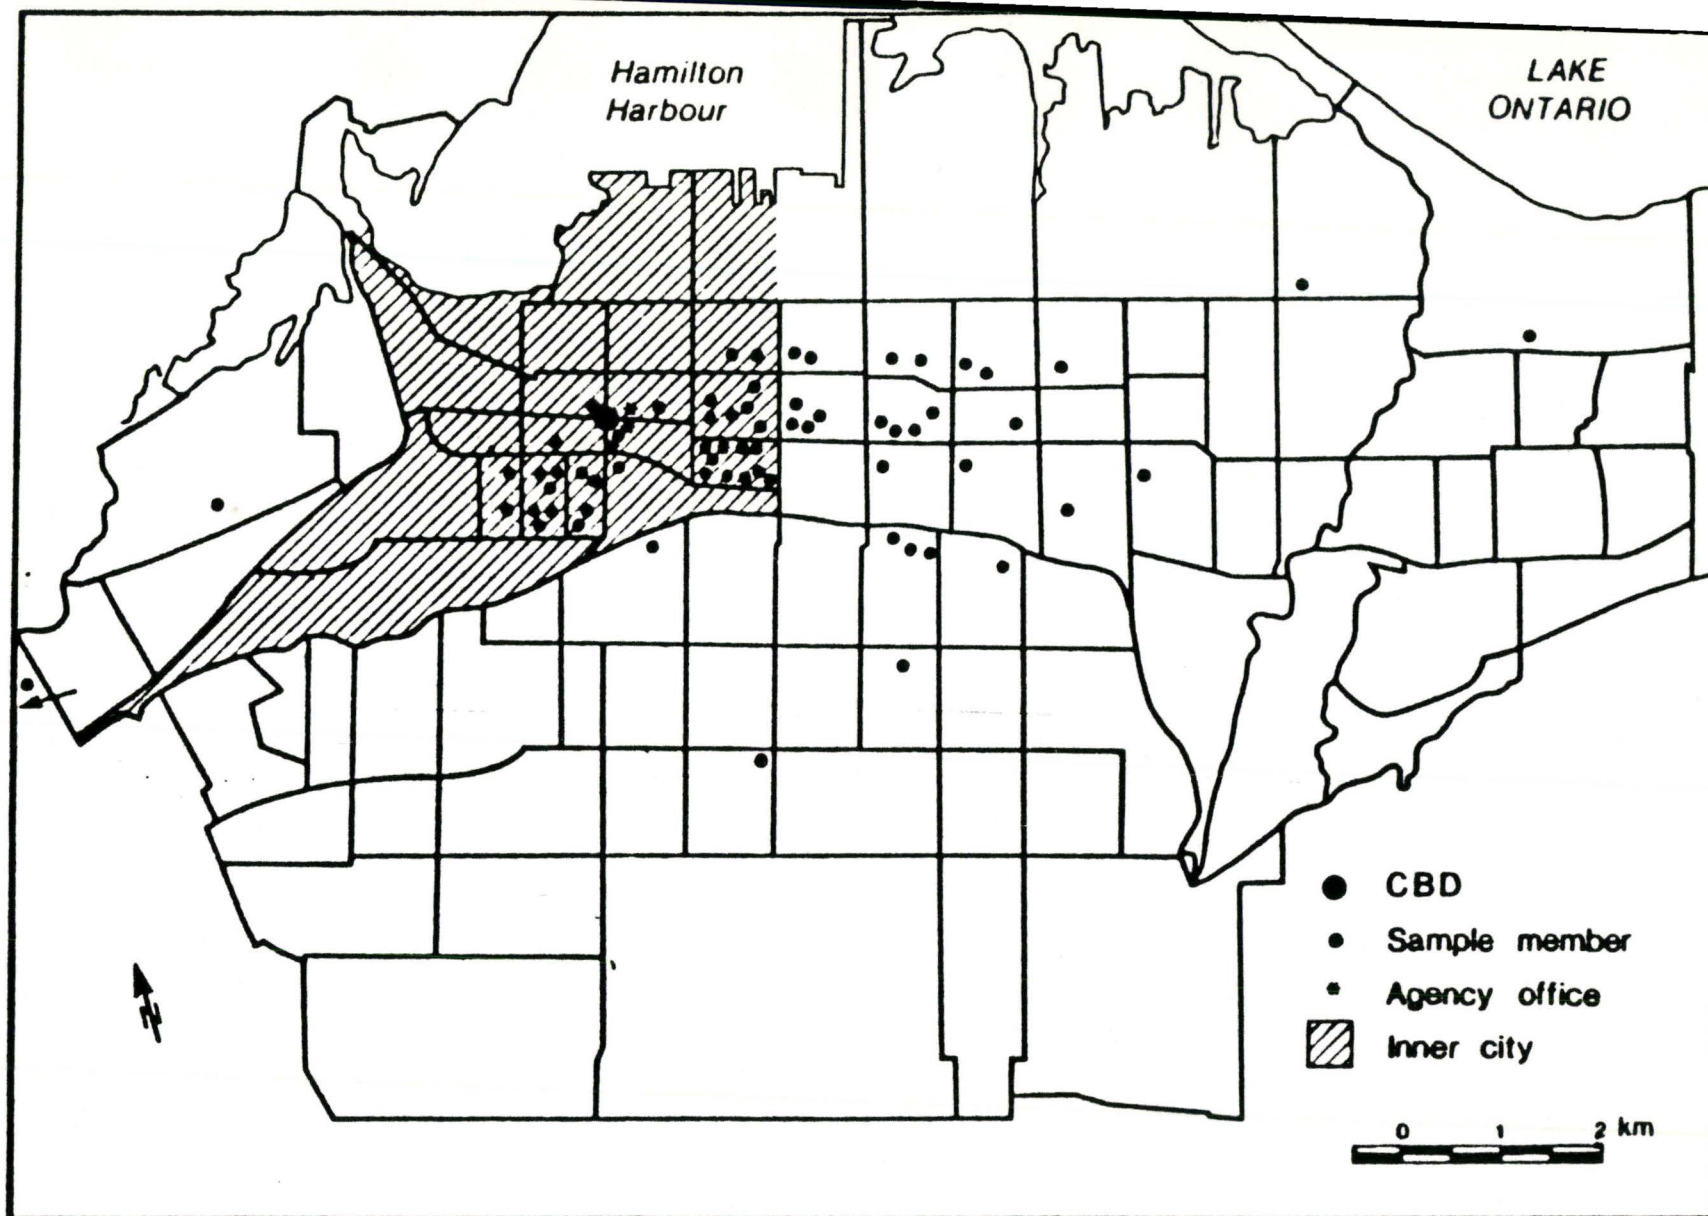 Hamilton
Harbour
LAKE
ONTARIO
CBD
Sample member
Agency office
Inner city
0 1 2 km
N